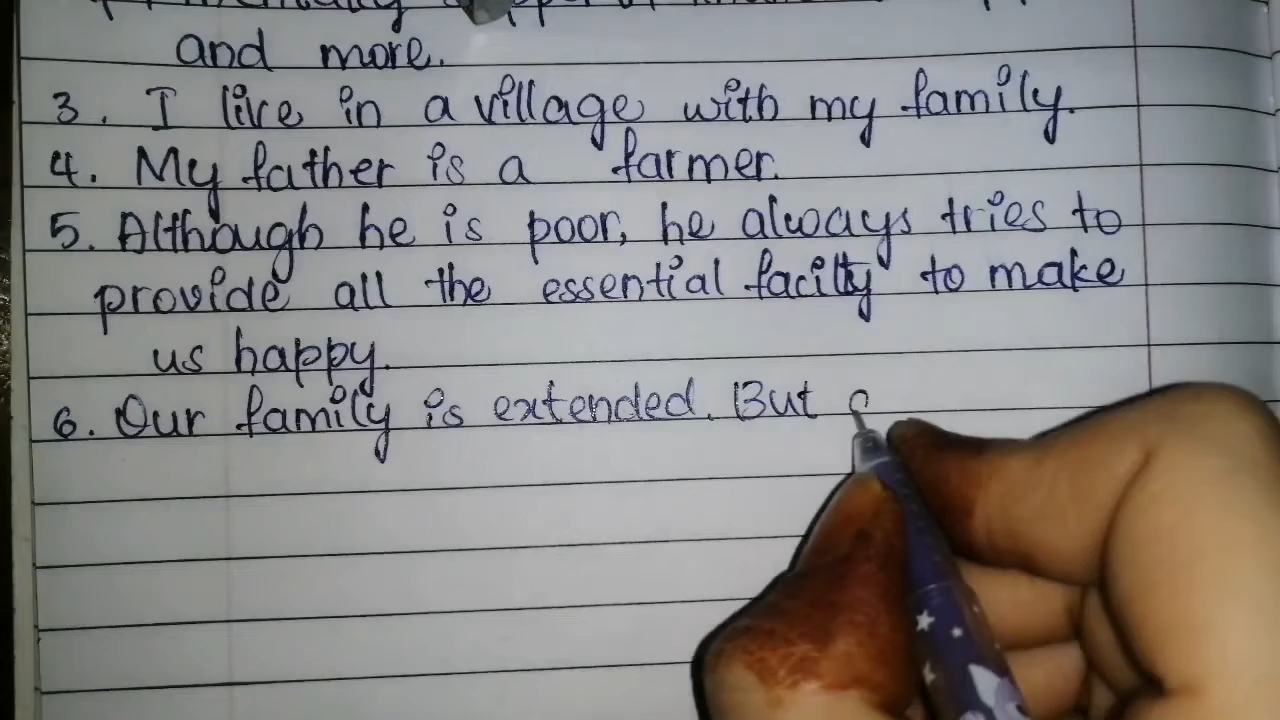 and more.
3. I live in a village with my family.
4. My father is a farmer.
5. Although he is poor, he always tries to
provide all the essential facilty to make
us happy.
6. Our family is extended. But